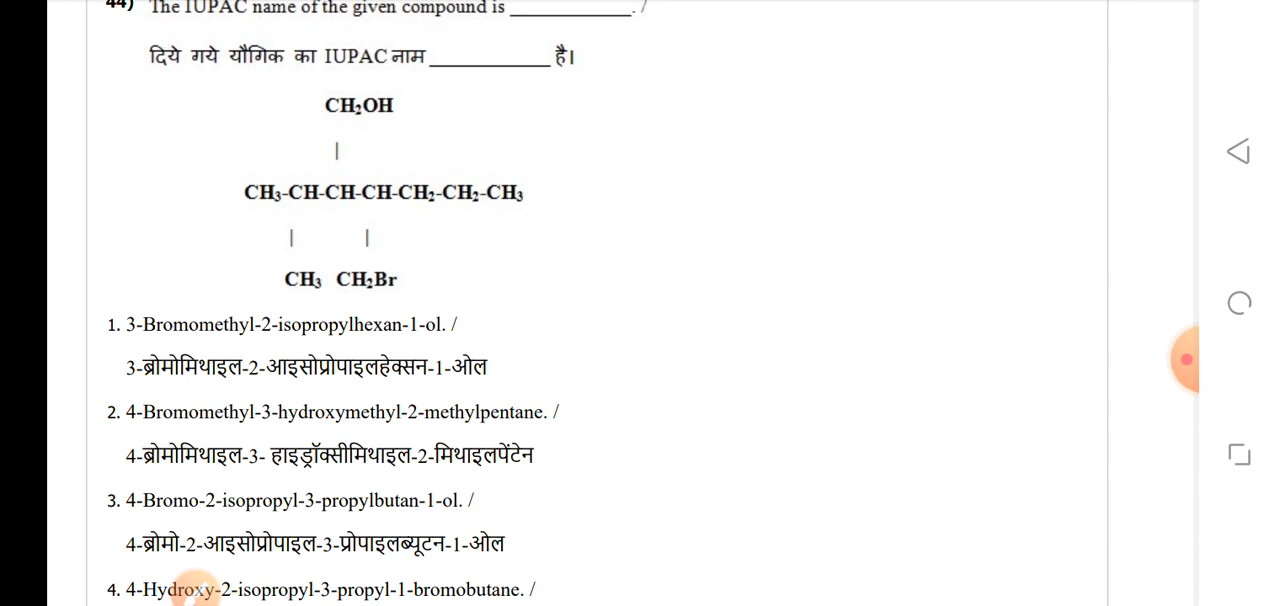 44) The IUPAC name of the given compound is ____________. /
दिये गये यौगिक का IUPAC नाम ____________ है।
CH₂OH
|
CH₃-CH-CH-CH-CH₂-CH₂-CH₃
| |
CH₃ CH₂Br
1. 3-Bromomethyl-2-isopropylhexan-1-ol. /
3-ब्रोमोमिथाइल-2-आइसोप्रोपाइलहेक्सन-1-ओल
2. 4-Bromomethyl-3-hydroxymethyl-2-methylpentane. /
4-ब्रोमोमिथाइल-3- हाइड्रॉक्सीमिथाइल-2-मिथाइलपेंटेन
3. 4-Bromo-2-isopropyl-3-propylbutan-1-ol. /
4-ब्रोमो-2-आइसोप्रोपाइल-3-प्रोपाइलब्यूटन-1-ओल
4. 4-Hydroxy-2-isopropyl-3-propyl-1-bromobutane. /